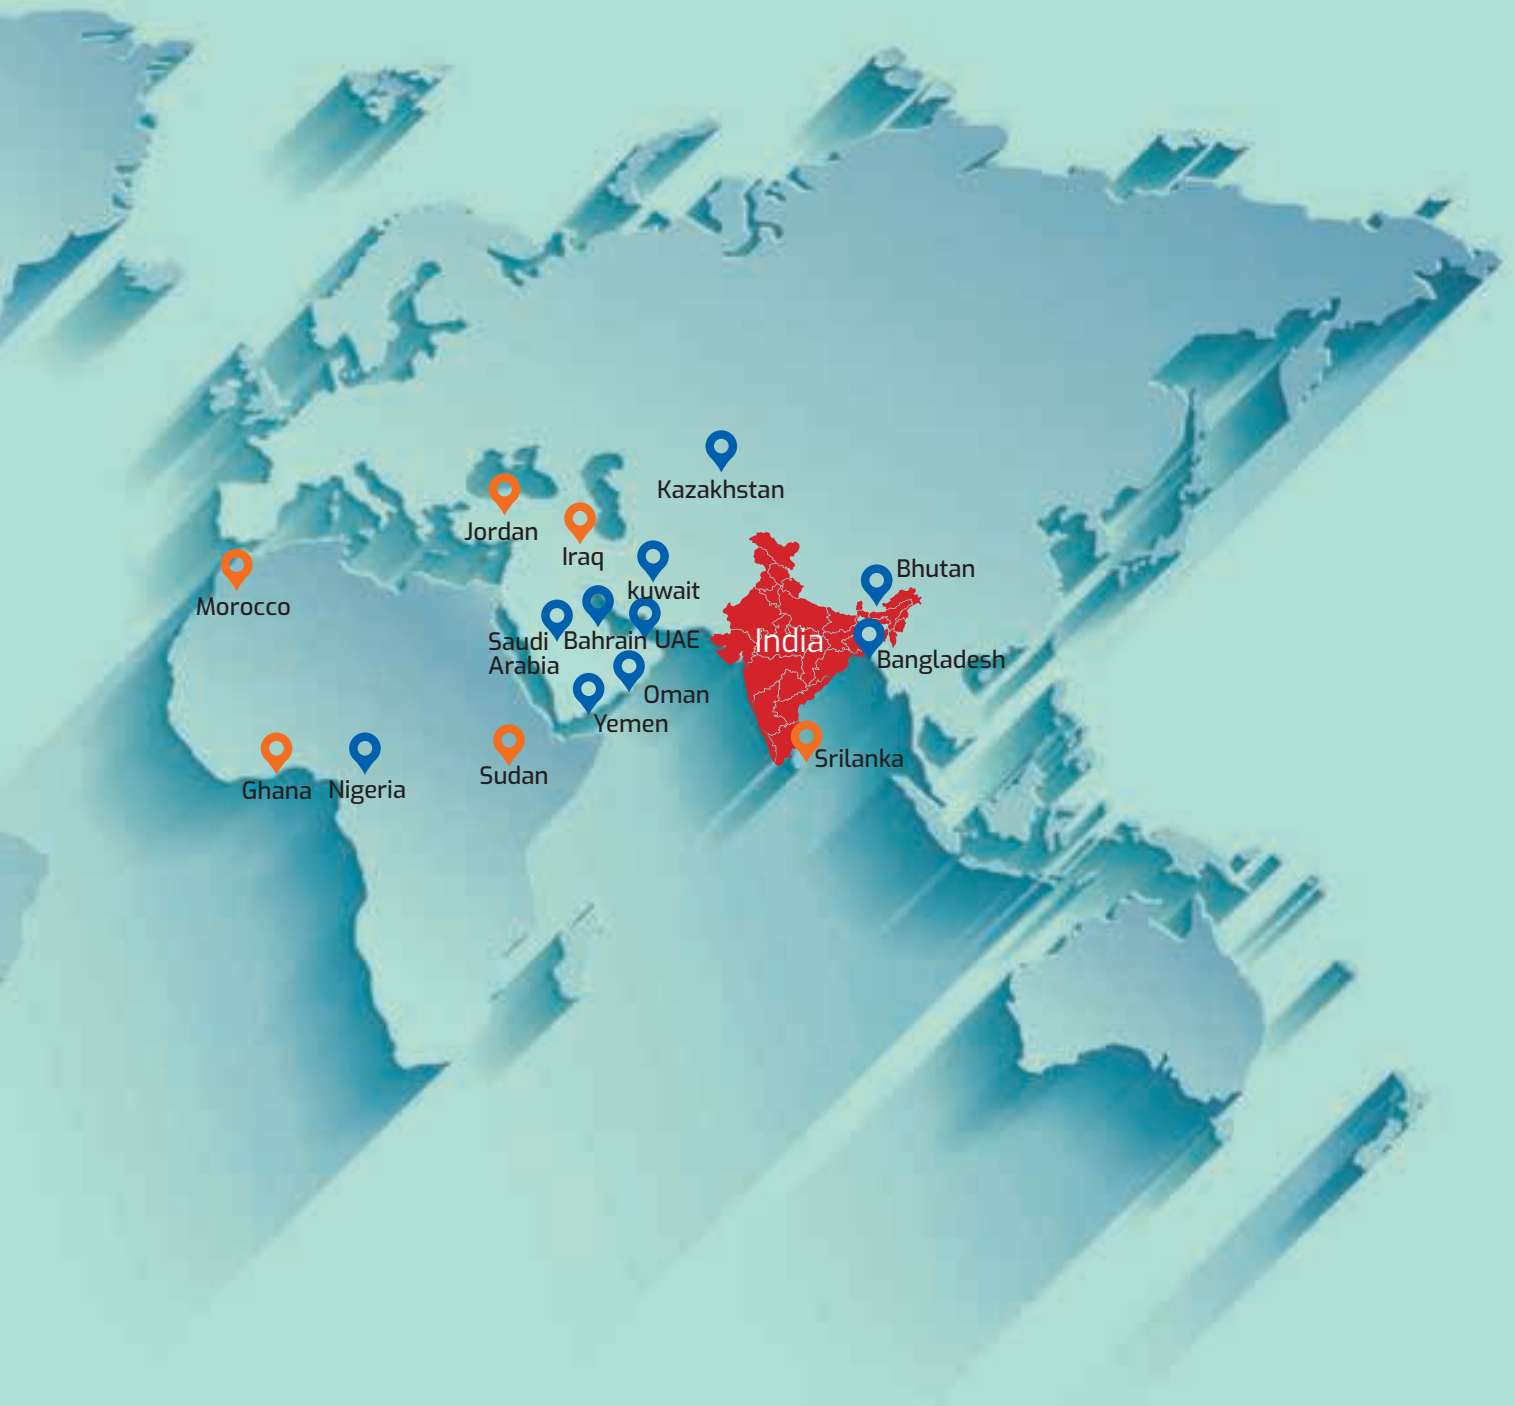 Kazakhstan
Jordan
Iraq
Bhutan
kuwait
Morocco
Saudi
Arabia
Bahrain
UAE
India
Bangladesh
Oman
Yemen
Srilanka
Sudan
Ghana
Nigeria